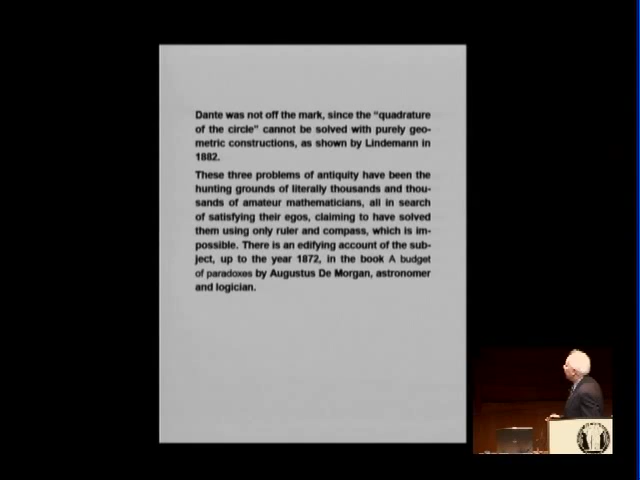 Dante was not off the mark, since the "quadrature
of the circle" cannot be solved with purely geo-
metric constructions, as shown by Lindemann in
1882.
These three problems of antiquity have been the
hunting grounds of literally thousands and thou-
sands of amateur mathematicians, all in search
of satisfying their egos, claiming to have solved
them using only ruler and compass, which is im-
possible. There is an edifying account of the sub-
ject, up to the year 1872, in the book A budget
of paradoxes by Augustus De Morgan, astronomer
and logician.